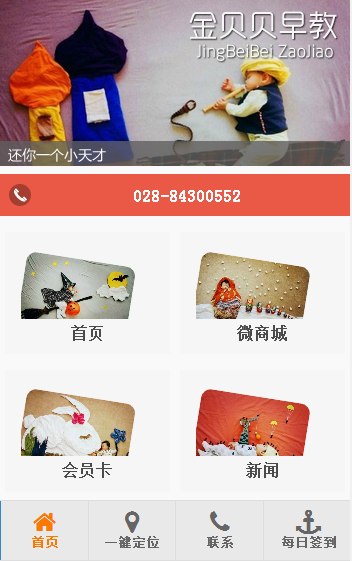 金贝贝早教
JingBeiBei ZaoJiao
还你一个小天才
028-84300552
首页
微商城
会员卡
新闻
首页
一键定位
联系
每日签到